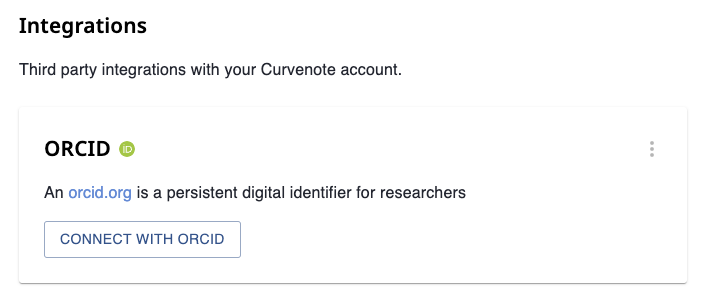 Integrations
Third party integrations with your Curvenote account.
ORCID iD
An orcid.org is a persistent digital identifier for researchers
CONNECT WITH ORCID